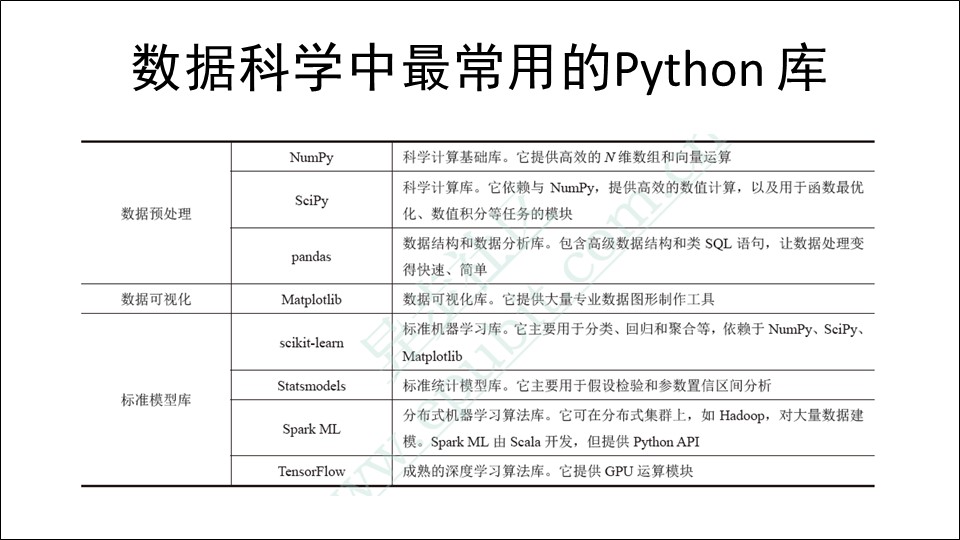 数据科学中最常用的Python 库
数据预处理
NumPy
科学计算基础库。它提供高效的 N 维数组和向量运算
SciPy
科学计算库。它依赖与 NumPy，提供高效的数值计算，以及用于函数最优
化、数值积分等任务的模块
pandas
数据结构和数据分析库。包含高级数据结构和类 SQL 语句，让数据处理变
得快速、简单
数据可视化
Matplotlib
数据可视化库。它提供大量专业数据图形制作工具
标准模型库
scikit-learn
标准机器学习库。它主要用于分类、回归和聚合等，依赖于 NumPy、SciPy、
Matplotlib
Statsmodels
标准统计模型库。它主要用于假设检验和参数置信区间分析
Spark ML
分布式机器学习算法库。它可在分布式集群上，如 Hadoop，对大量数据建
模。Spark ML 由 Scala 开发，但提供 Python API
TensorFlow
成熟的深度学习算法库。它提供 GPU 运算模块
异步社区
www.epubit.com.cn